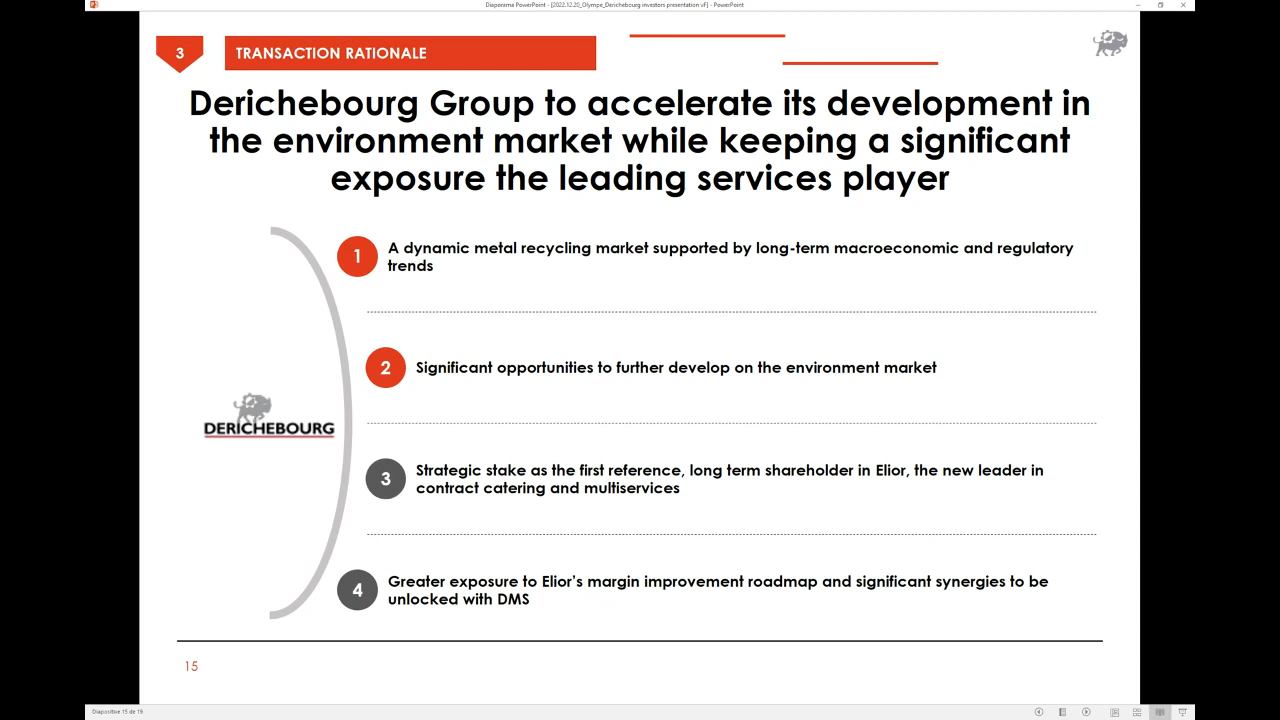 Diaporama PowerPoint - [2022.12.20_Olympe_Derichebourg investors presentation vF] - PowerPoint
3
TRANSACTION RATIONALE
Derichebourg Group to accelerate its development in
the environment market while keeping a significant
exposure the leading services player
1
A dynamic metal recycling market supported by long-term macroeconomic and regulatory
trends
2
Significant opportunities to further develop on the environment market
DERICHEBOURG
3
Strategic stake as the first reference, long term shareholder in Elior, the new leader in
contract catering and multiservices
4
Greater exposure to Elior’s margin improvement roadmap and significant synergies to be
unlocked with DMS
15
Diapositive 15 de 19